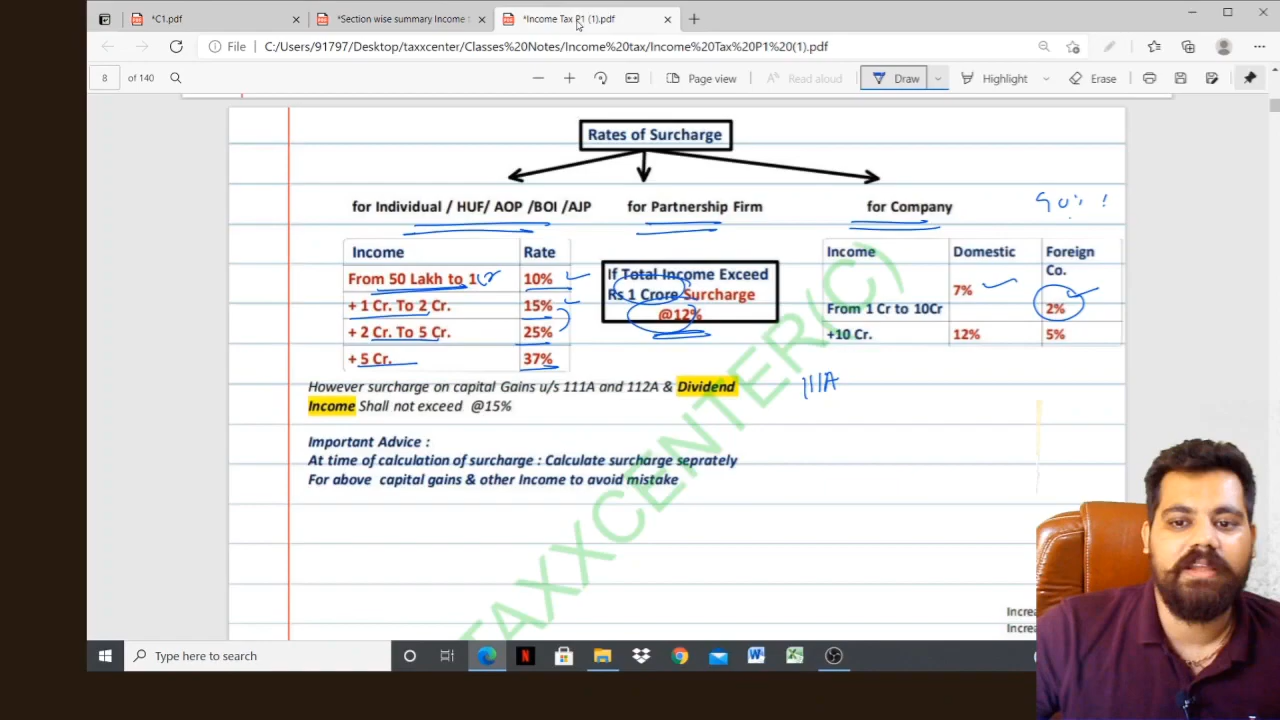 *C1.pdf
*Section wise summary Income t
*Income Tax P1 (1).pdf
File
C:/Users/91797/Desktop/taxxcenter/Classes%20Notes/Income%20tax/Income%20Tax%20P1%20(1).pdf
8 of 140
Page view
Read aloud
Draw
Highlight
Erase
Rates of Surcharge
for Individual / HUF/ AOP /BOI /AJP
for Partnership Firm
for Company
Income Rate
From 50 Lakh to 1Cr 10%
+ 1 Cr. To 2 Cr. 15%
+ 2 Cr. To 5 Cr. 25%
+ 5 Cr. 37%
If Total Income Exceed
Rs 1 Crore Surcharge
@12%
Income Domestic Foreign
Co.
7%
From 1 Cr to 10Cr 2%
+10 Cr. 12% 5%
However surcharge on capital Gains u/s 111A and 112A & Dividend
Income Shall not exceed @15%
111A
Important Advice :
At time of calculation of surcharge : Calculate surcharge seprately
For above capital gains & other Income to avoid mistake
TAXXCENTER(C)
Increa
Increa
Type here to search